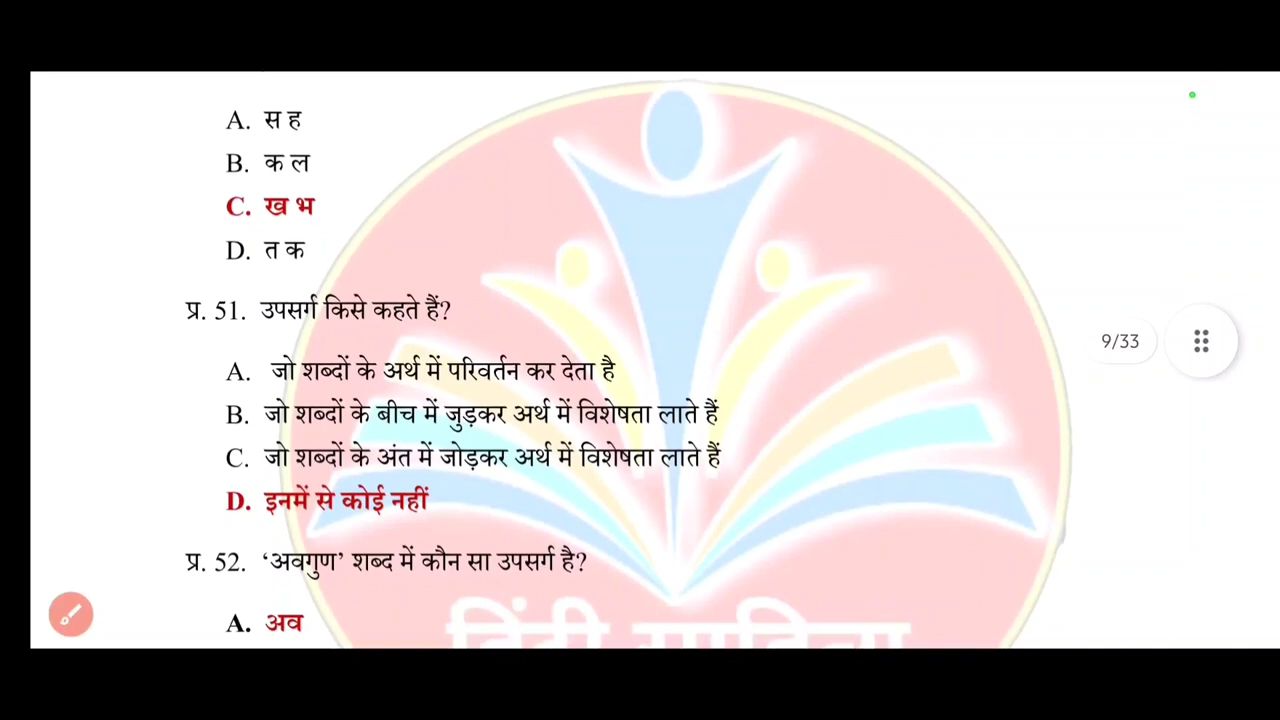 A. स ह
B. क ल
C. ख भ
D. त क
प्र. 51. उपसर्ग किसे कहते हैं?
A. जो शब्दों के अर्थ में परिवर्तन कर देता है
B. जो शब्दों के बीच में जुड़कर अर्थ में विशेषता लाते हैं
C. जो शब्दों के अंत में जोड़कर अर्थ में विशेषता लाते हैं
D. इनमें से कोई नहीं
9/33
प्र. 52. ‘अवगुण’ शब्द में कौन सा उपसर्ग है?
A. अव